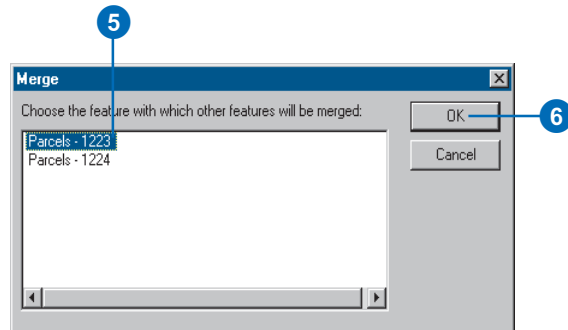 5
Merge
Choose the feature with which other features will be merged:
OK
6
Parcels - 1223
Parcels - 1224
Cancel